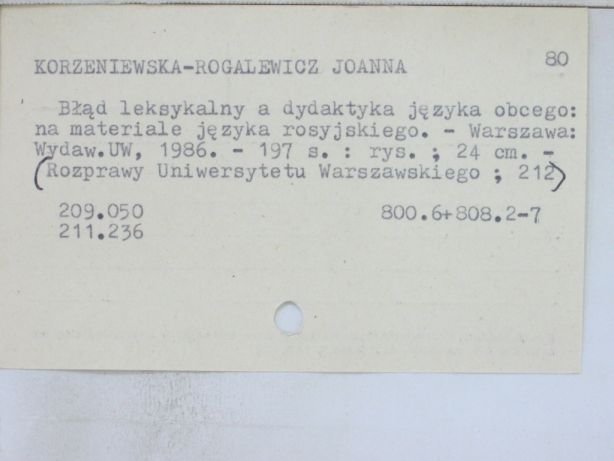 80
KORZENIEWSKA-ROGALEWICZ JOANNA
Błąd leksykalny a dydaktyka języka obcego:
na materiale języka rosyjskiego. - Warszawa:
Wydaw.UW, 1986. - 197 s. : rys. ; 24 cm. -
(Rozprawy Uniwersytetu Warszawskiego ; 212)
209.050 800.6+808.2-7
211.236